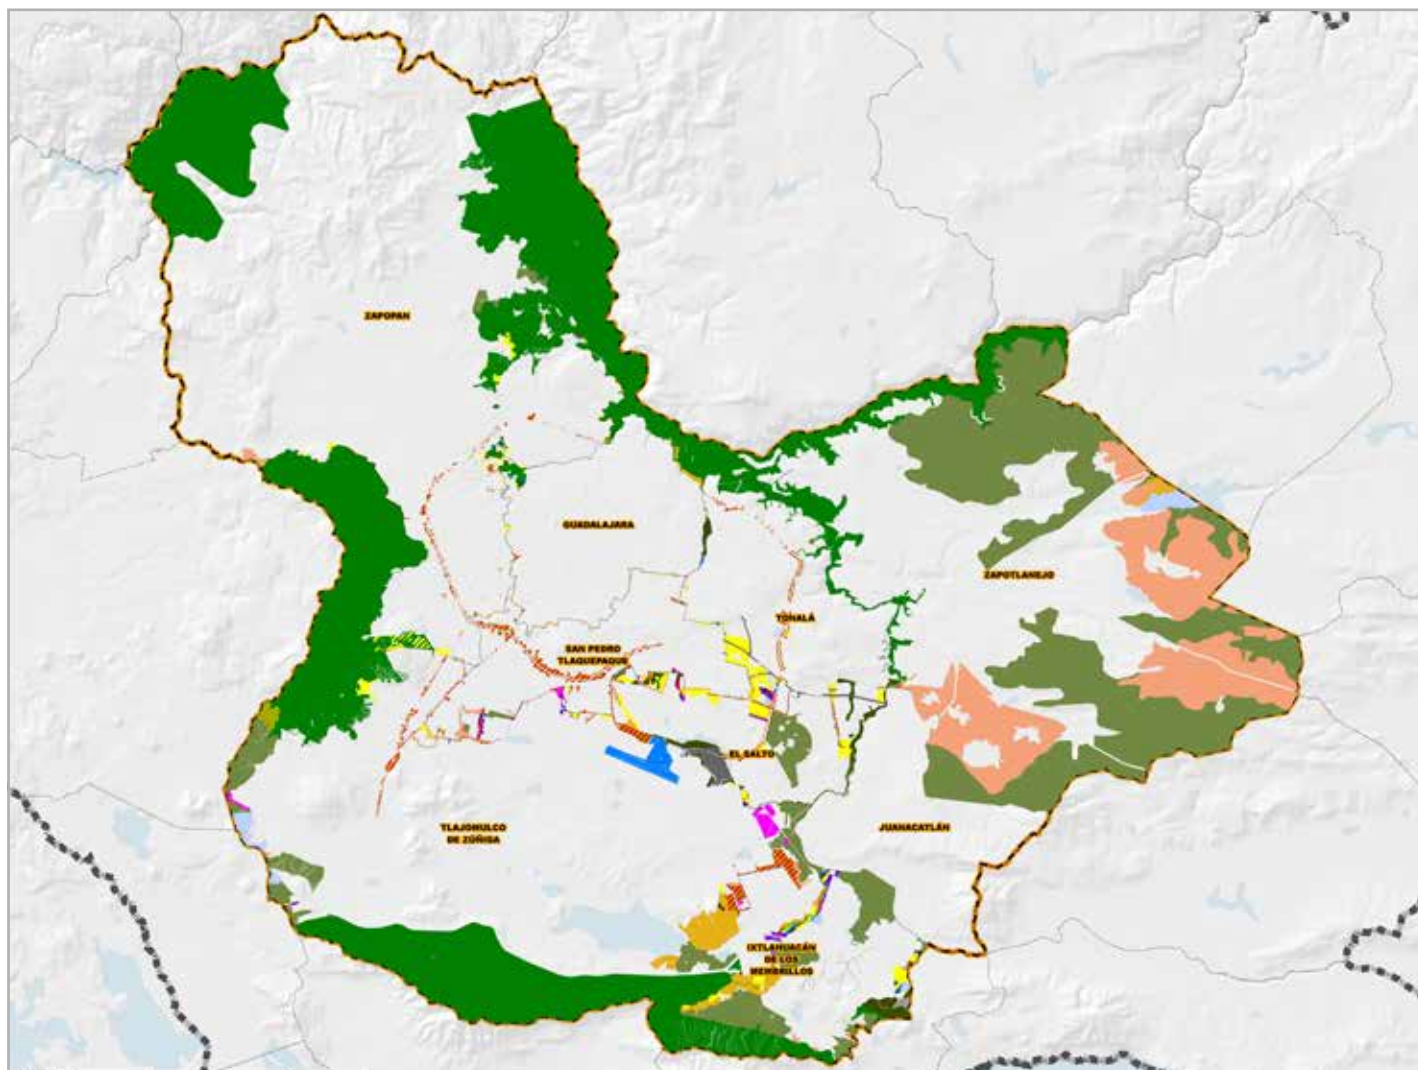 ZAPOPAN
GUADALAJARA
ZAPOTLANEJO
TONALÁ
SAN PEDRO
TLAQUEPAQUE
EL SALTO
TLAJOMULCO
DE ZÚÑIGA
JUANACATLÁN
IXTLAHUACÁN
DE LOS
MEMBRILLOS